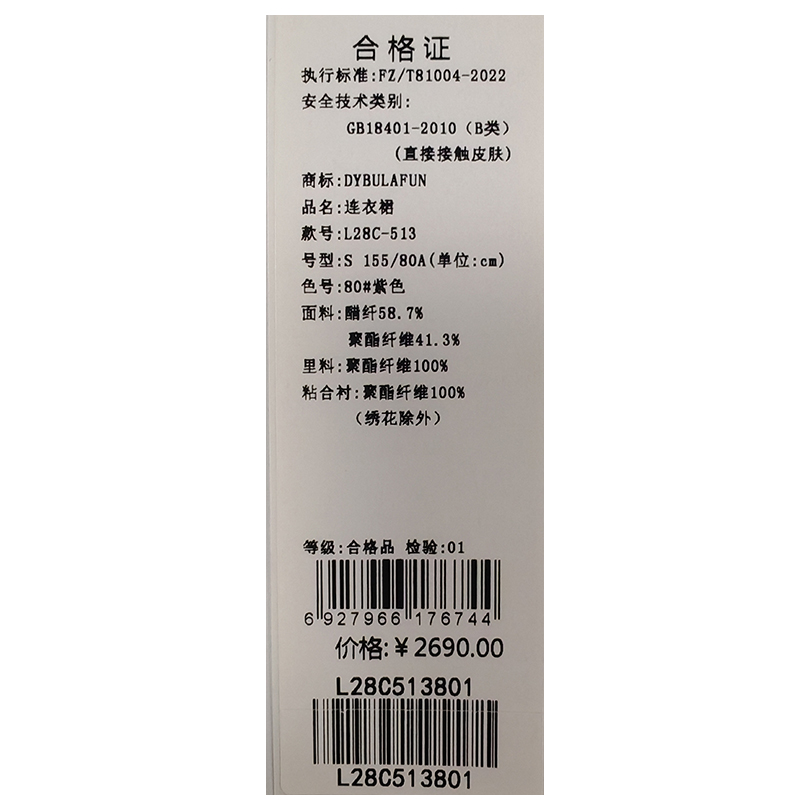 合格证
执行标准:FZ/T81004-2022
安全技术类别:
GB18401-2010（B类）
(直接接触皮肤)
商标:DYBULAFUN
品名:连衣裙
款号:L28C-513
号型:S 155/80A(单位:cm)
色号:80#紫色
面料:醋纤58.7%
聚酯纤维41.3%
里料:聚酯纤维100%
粘合衬:聚酯纤维100%
（绣花除外）
等级:合格品 检验:01
6 927966 176744
价格:￥2690.00
L28C513801
L28C513801